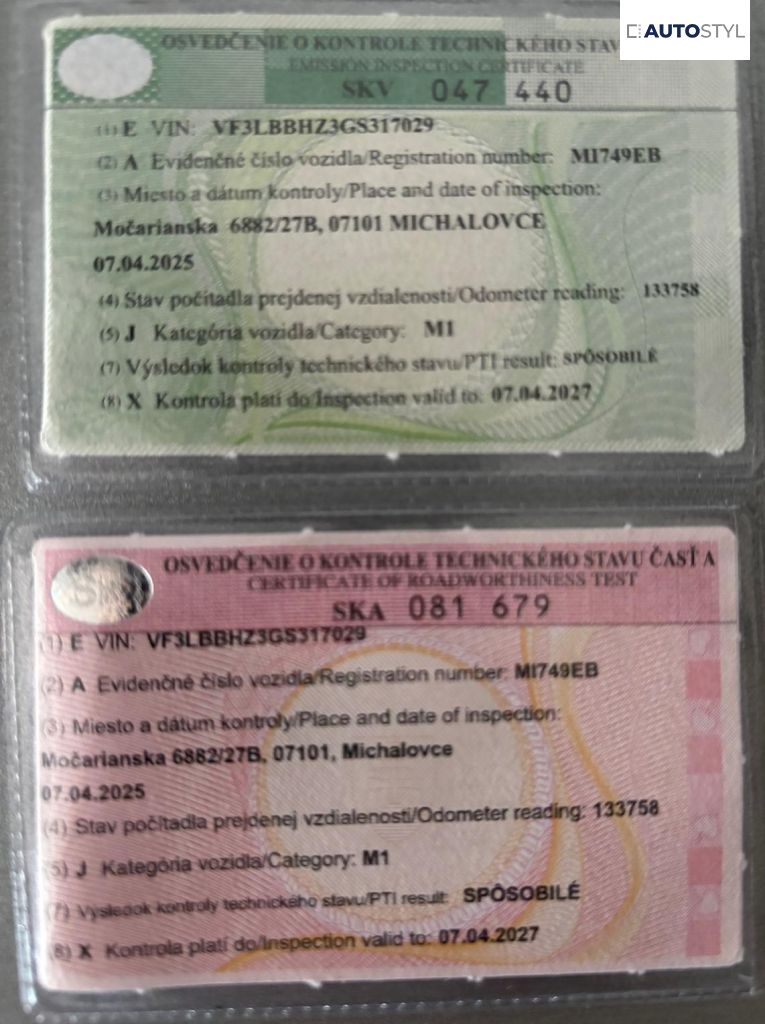 AUTOSTYL
OSVEDČENIE O KONTROLE TECHNICKÉHO STAV
EMISSION INSPECTION CERTIFICATE
SKV 047 440
(1) E VIN: VF3LBBHZ3GS317029
(2) A Evidenčné číslo vozidla/Registration number: MI749EB
(3) Miesto a dátum kontroly/Place and date of inspection:
Močarianska 6882/27B, 07101 MICHALOVCE
07.04.2025
(4) Stav počítadla prejdenej vzdialenosti/Odometer reading: 133758
(5) J Kategória vozidla/Category: M1
(7) Výsledok kontroly technického stavu/PTI result: SPÔSOBILÉ
(8) X Kontrola platí do/Inspection valid to: 07.04.2027
OSVEDČENIE O KONTROLE TECHNICKÉHO STAVU ČASŤ A
CERTIFICATE OF ROADWORTHINESS TEST
SKA 081 679
(1) E VIN: VF3LBBHZ3GS317029
(2) A Evidenčné číslo vozidla/Registration number: MI749EB
(3) Miesto a dátum kontroly/Place and date of inspection:
Močarianska 6882/27B, 07101, Michalovce
07.04.2025
(4) Stav počítadla prejdenej vzdialenosti/Odometer reading: 133758
(5) J Kategória vozidla/Category: M1
(7) Výsledok kontroly technického stavu/PTI result: SPÔSOBILÉ
(8) X Kontrola platí do/Inspection valid to: 07.04.2027